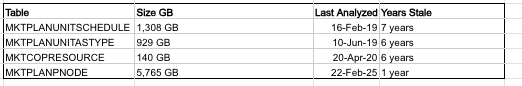 Table Size GB Last Analyzed Years Stale
MKTPLANUNITSCHEDULE 1,308 GB 16-Feb-19 7 years
MKTPLANUNITASTYPE 929 GB 10-Jun-19 6 years
MKTCOPRESOURCE 140 GB 20-Apr-20 6 years
MKTPLANPNODE 5,765 GB 22-Feb-25 1 year